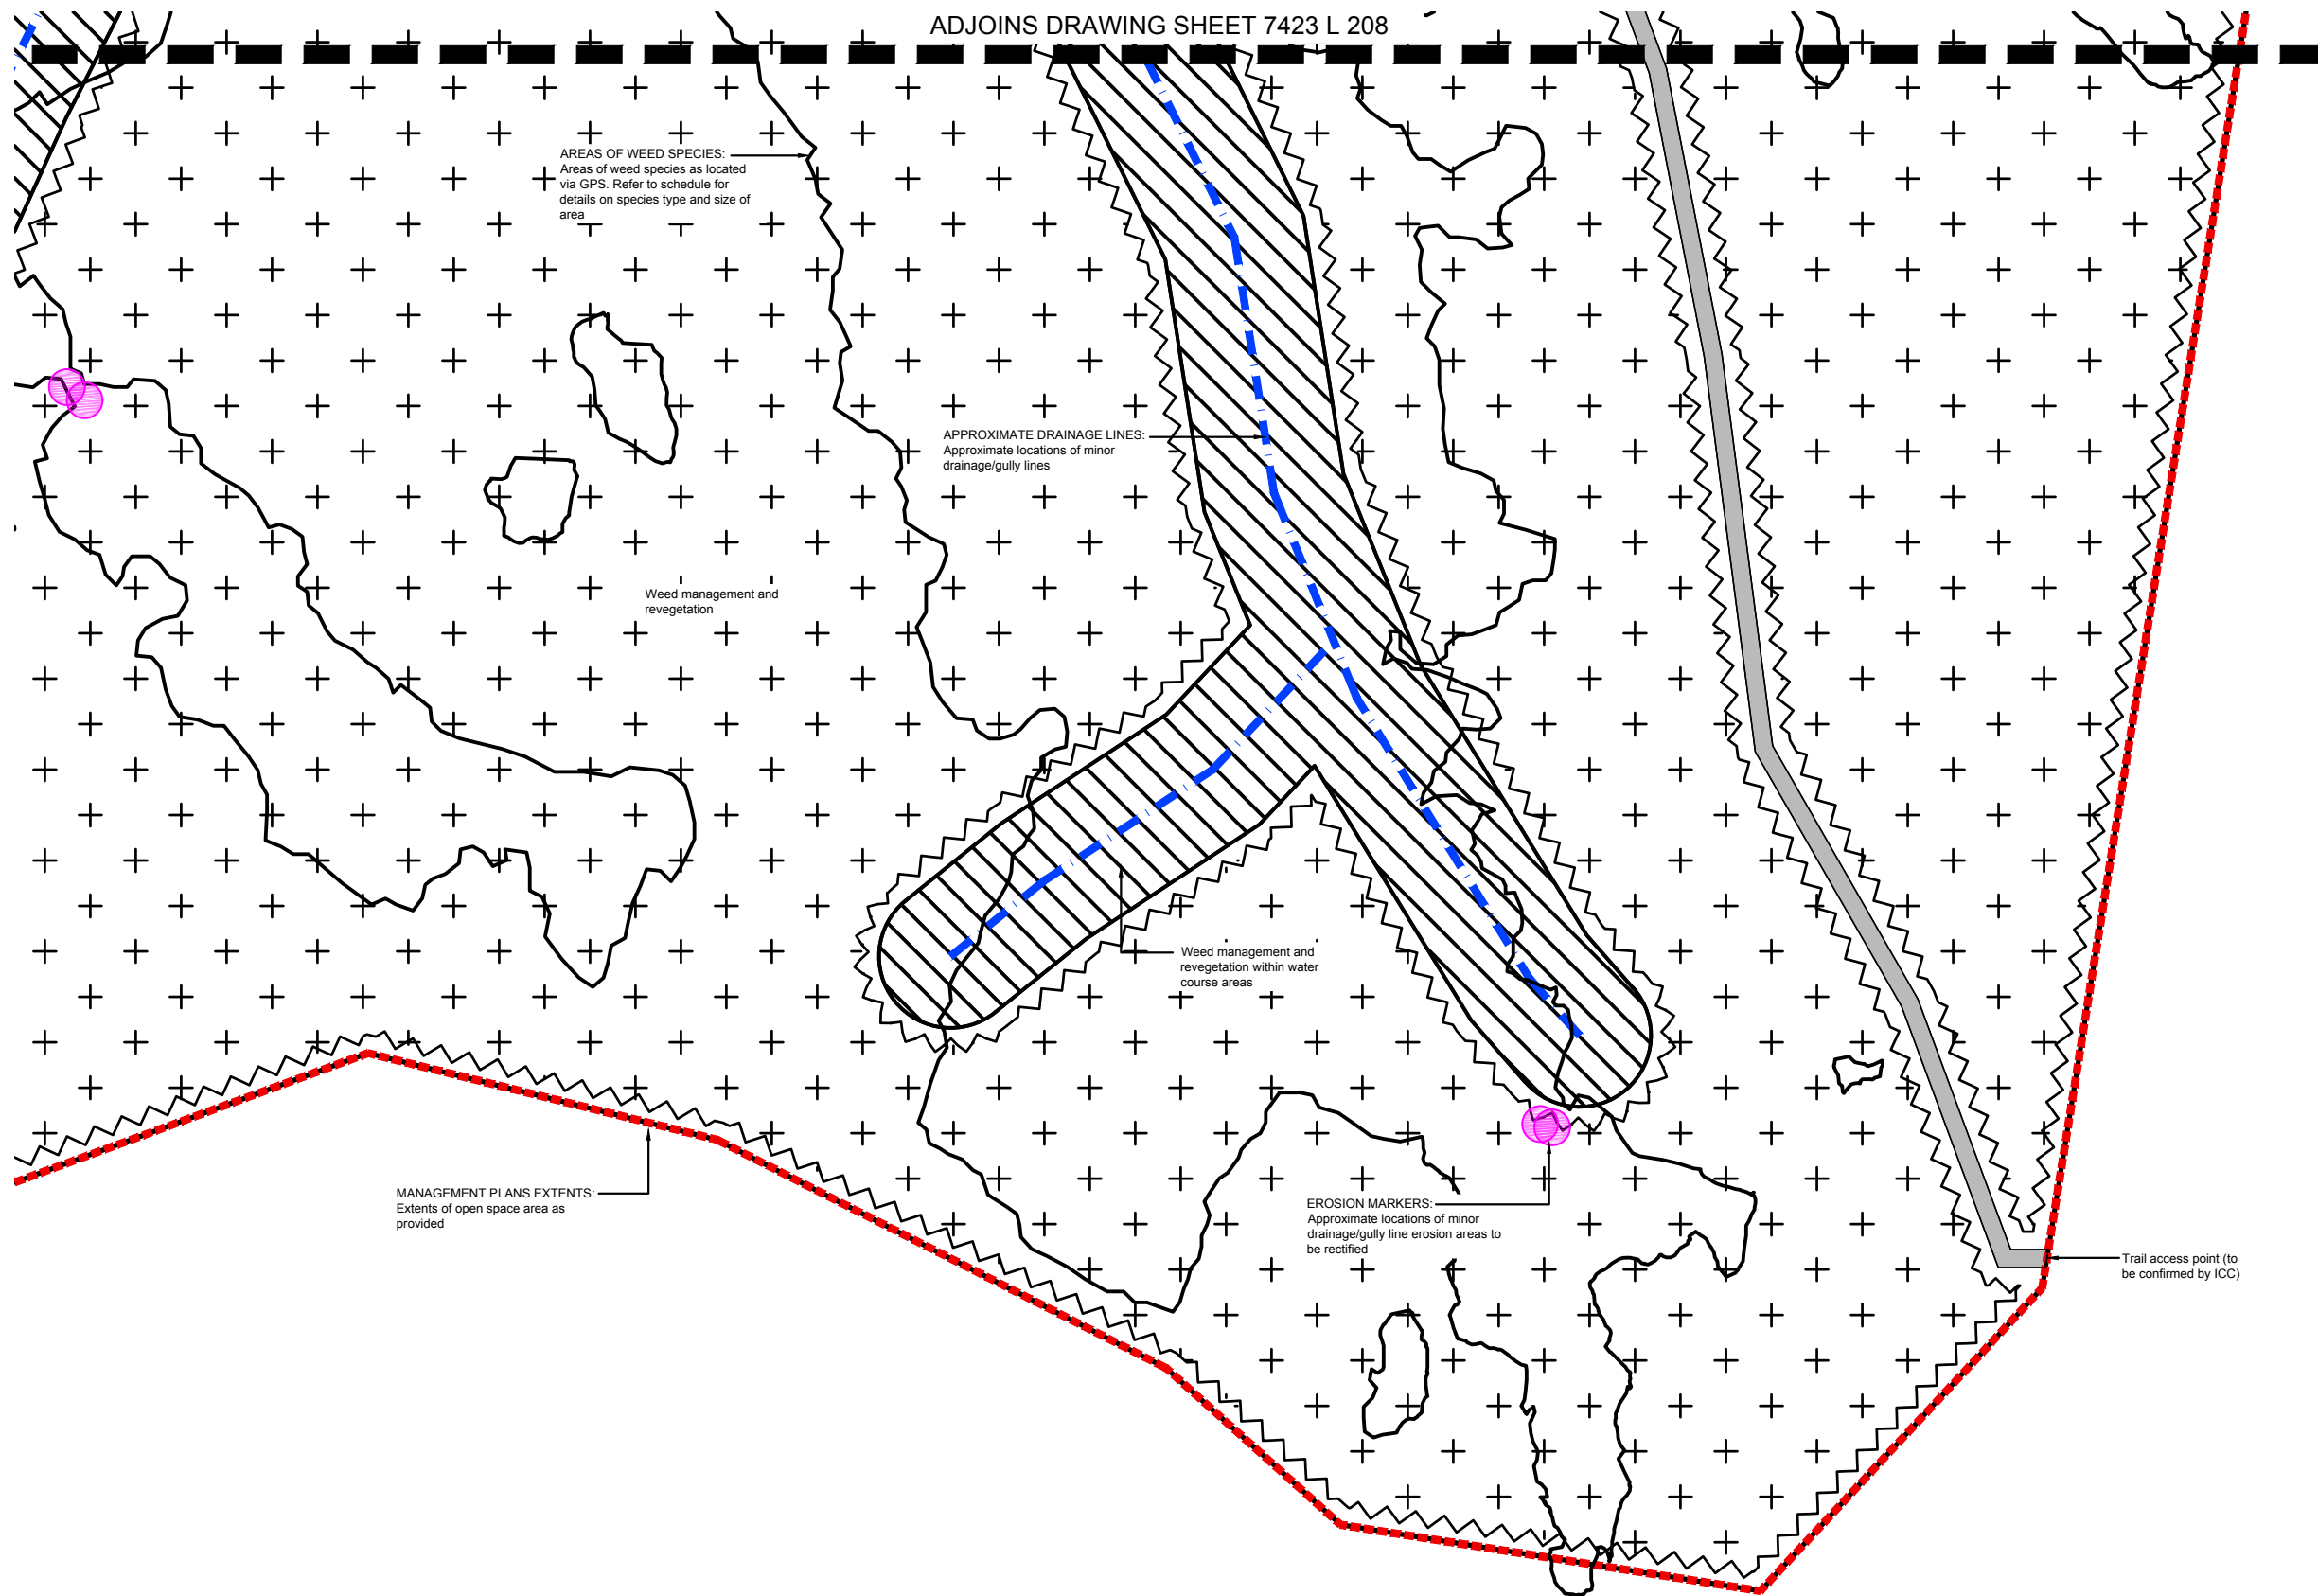 ADJOINS DRAWING SHEET 7423 L 208
AREAS OF WEED SPECIES:
Areas of weed species as located
via GPS. Refer to schedule for
details on species type and size of
area
APPROXIMATE DRAINAGE LINES:
Approximate locations of minor
drainage/gully lines
Weed management and
revegetation
Weed management and
revegetation within water
course areas
MANAGEMENT PLANS EXTENTS:
Extents of open space area as
provided
EROSION MARKERS:
Approximate locations of minor
drainage/gully line erosion areas to
be rectified
Trail access point (to
be confirmed by ICC)